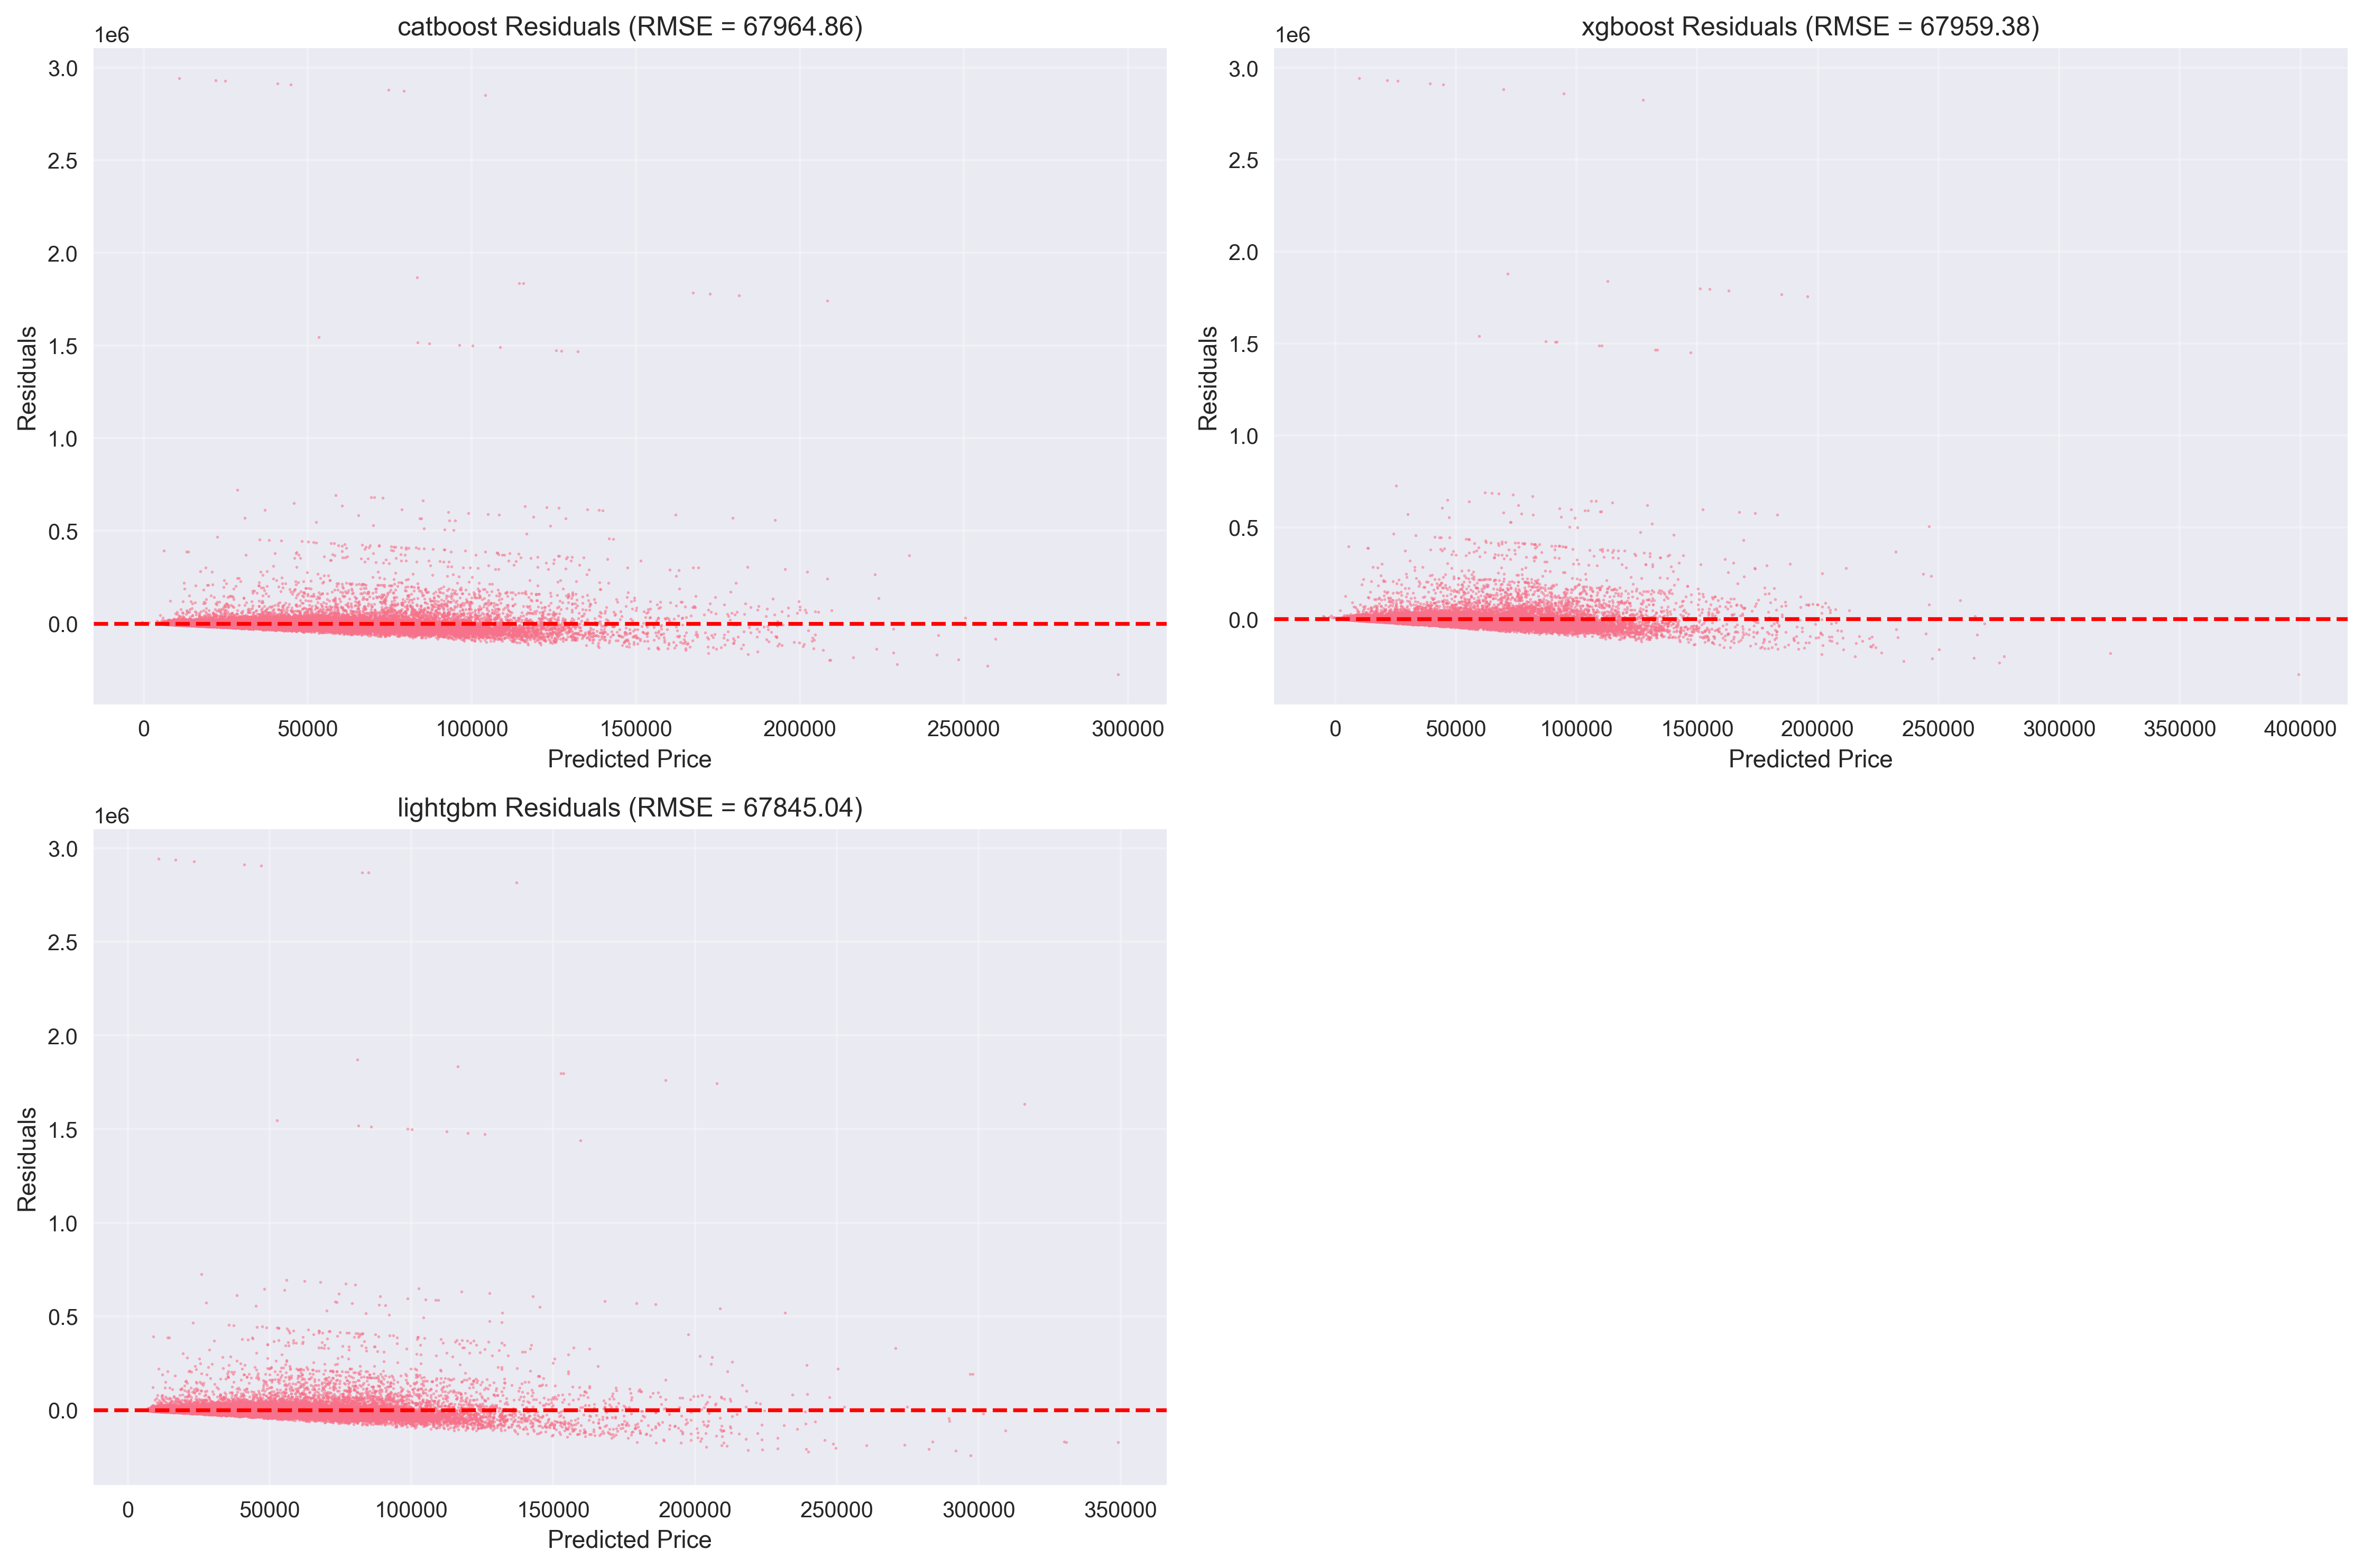 catboost Residuals (RMSE = 67964.86)
1e6
3.0
2.5
2.0
1.5
1.0
0.5
0.0
Residuals
0 50000 100000 150000 200000 250000 300000
Predicted Price
xgboost Residuals (RMSE = 67959.38)
1e6
3.0
2.5
2.0
1.5
1.0
0.5
0.0
Residuals
0 50000 100000 150000 200000 250000 300000 350000 400000
Predicted Price
lightgbm Residuals (RMSE = 67845.04)
1e6
3.0
2.5
2.0
1.5
1.0
0.5
0.0
Residuals
0 50000 100000 150000 200000 250000 300000 350000
Predicted Price